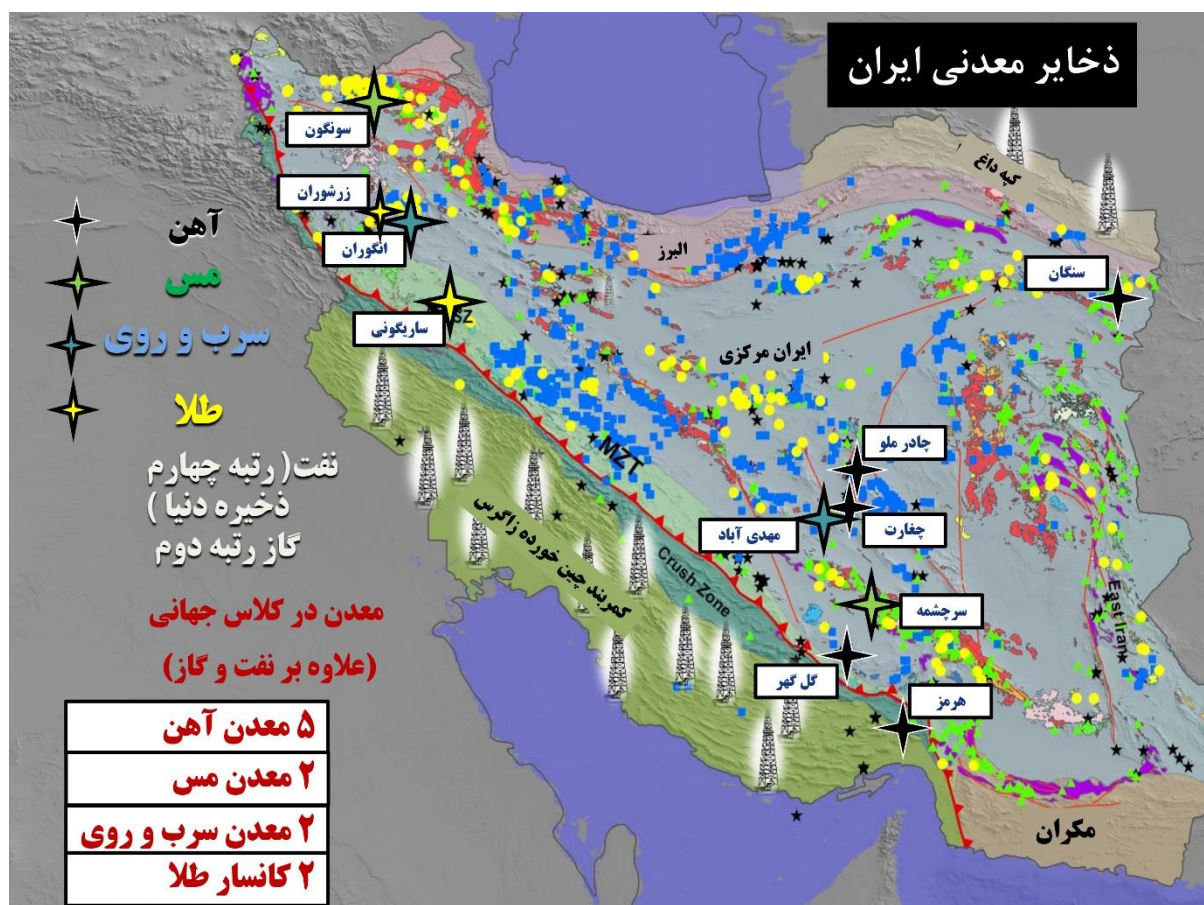 ذخایر معدنی ایران
کپه داغ
سونگون
زرشوران
انگوران
البرز
سنگان
ساریگونی
ایران مرکزی
MZT
چادر ملو
چغارت
مهدی آباد
Crush Zone
کمربند چین خورده زاگرس
سرچشمه
East Iran
گل گهر
هرمز
مکران
آهن
مس
سرب و روی
طلا
نفت( رتبه چهارم
ذخیره دنیا )
گاز رتبه دوم
معدن در کلاس جهانی
(علاوه بر نفت و گاز)
۵ معدن آهن
۲ معدن مس
۲ معدن سرب و روی
۲ کانسار طلا